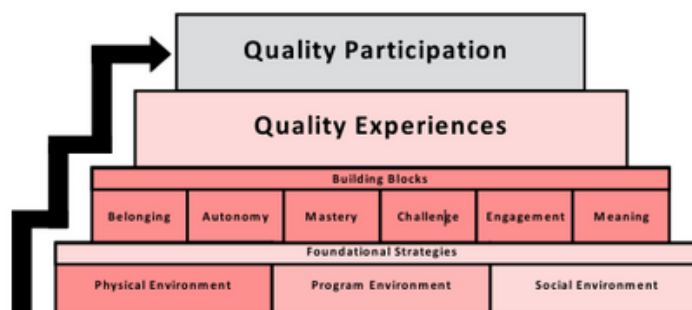 Quality Participation
Quality Experiences
Building Blocks
Belonging Autonomy Mastery Challenge Engagement Meaning
Foundational Strategies
Physical Environment Program Environment Social Environment